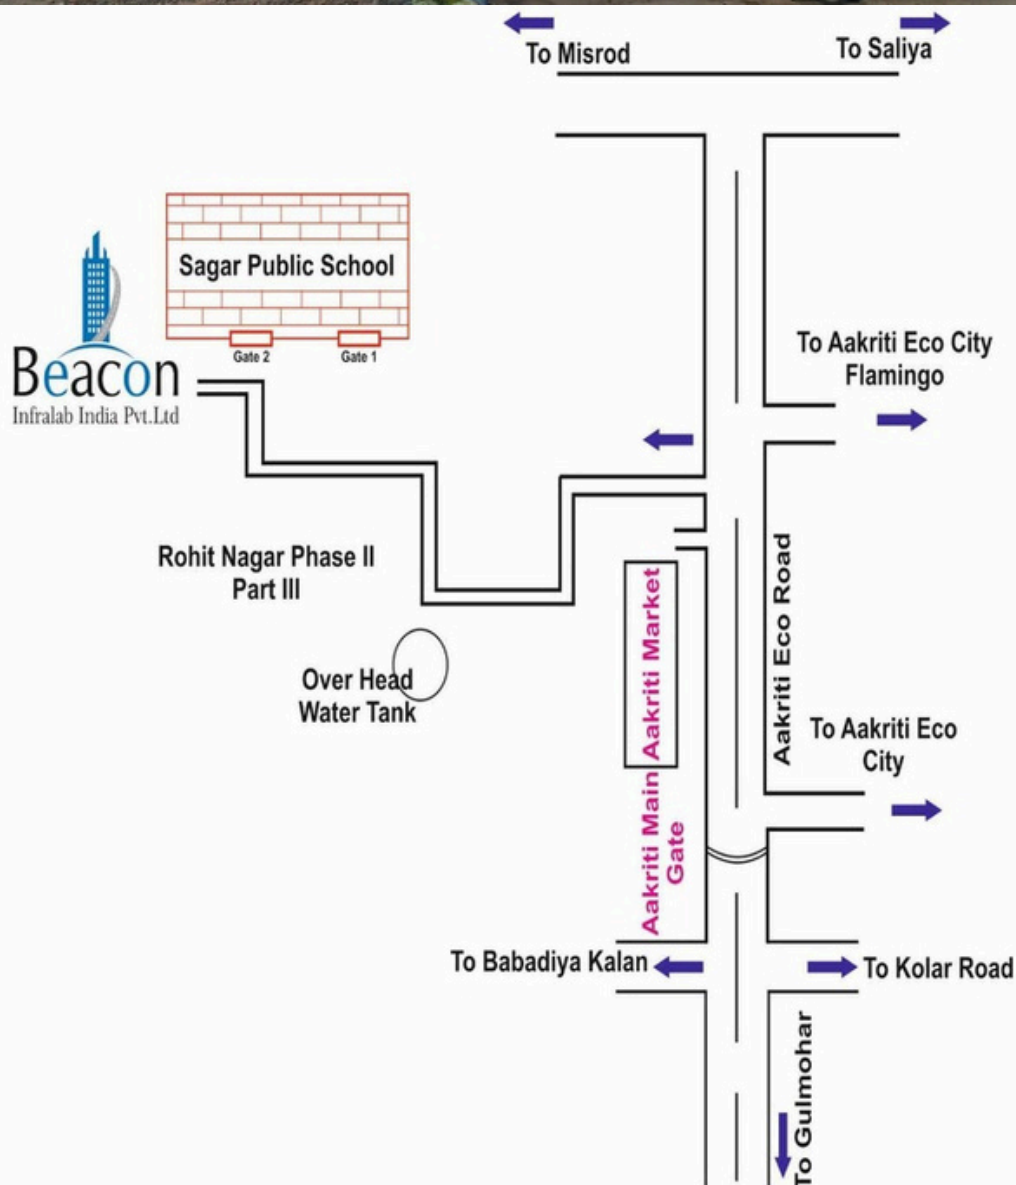 To Misrod
To Saliya
Sagar Public School
Gate 2
Gate 1
Beacon
Infralab India Pvt.Ltd
To Aakriti Eco City
Flamingo
Rohit Nagar Phase II
Part III
Over Head
Water Tank
Aakriti Market
Aakriti Eco Road
To Aakriti Eco
City
Aakriti Main
Gate
To Babadiya Kalan
To Kolar Road
To Gulmohar